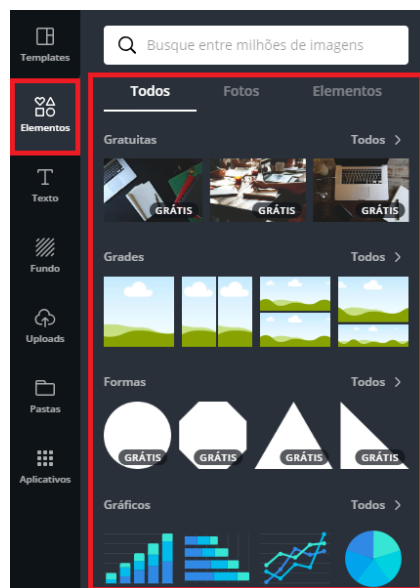 Templates
Elementos
Texto
Fundo
Uploads
Pastas
Aplicativos
Busque entre milhões de imagens
Todos Fotos Elementos
Gratuitas Todos >
GRÁTIS GRÁTIS GRÁTIS
Grades Todos >
Formas Todos >
GRÁTIS GRÁTIS GRÁTIS GRÁTIS
Gráficos Todos >